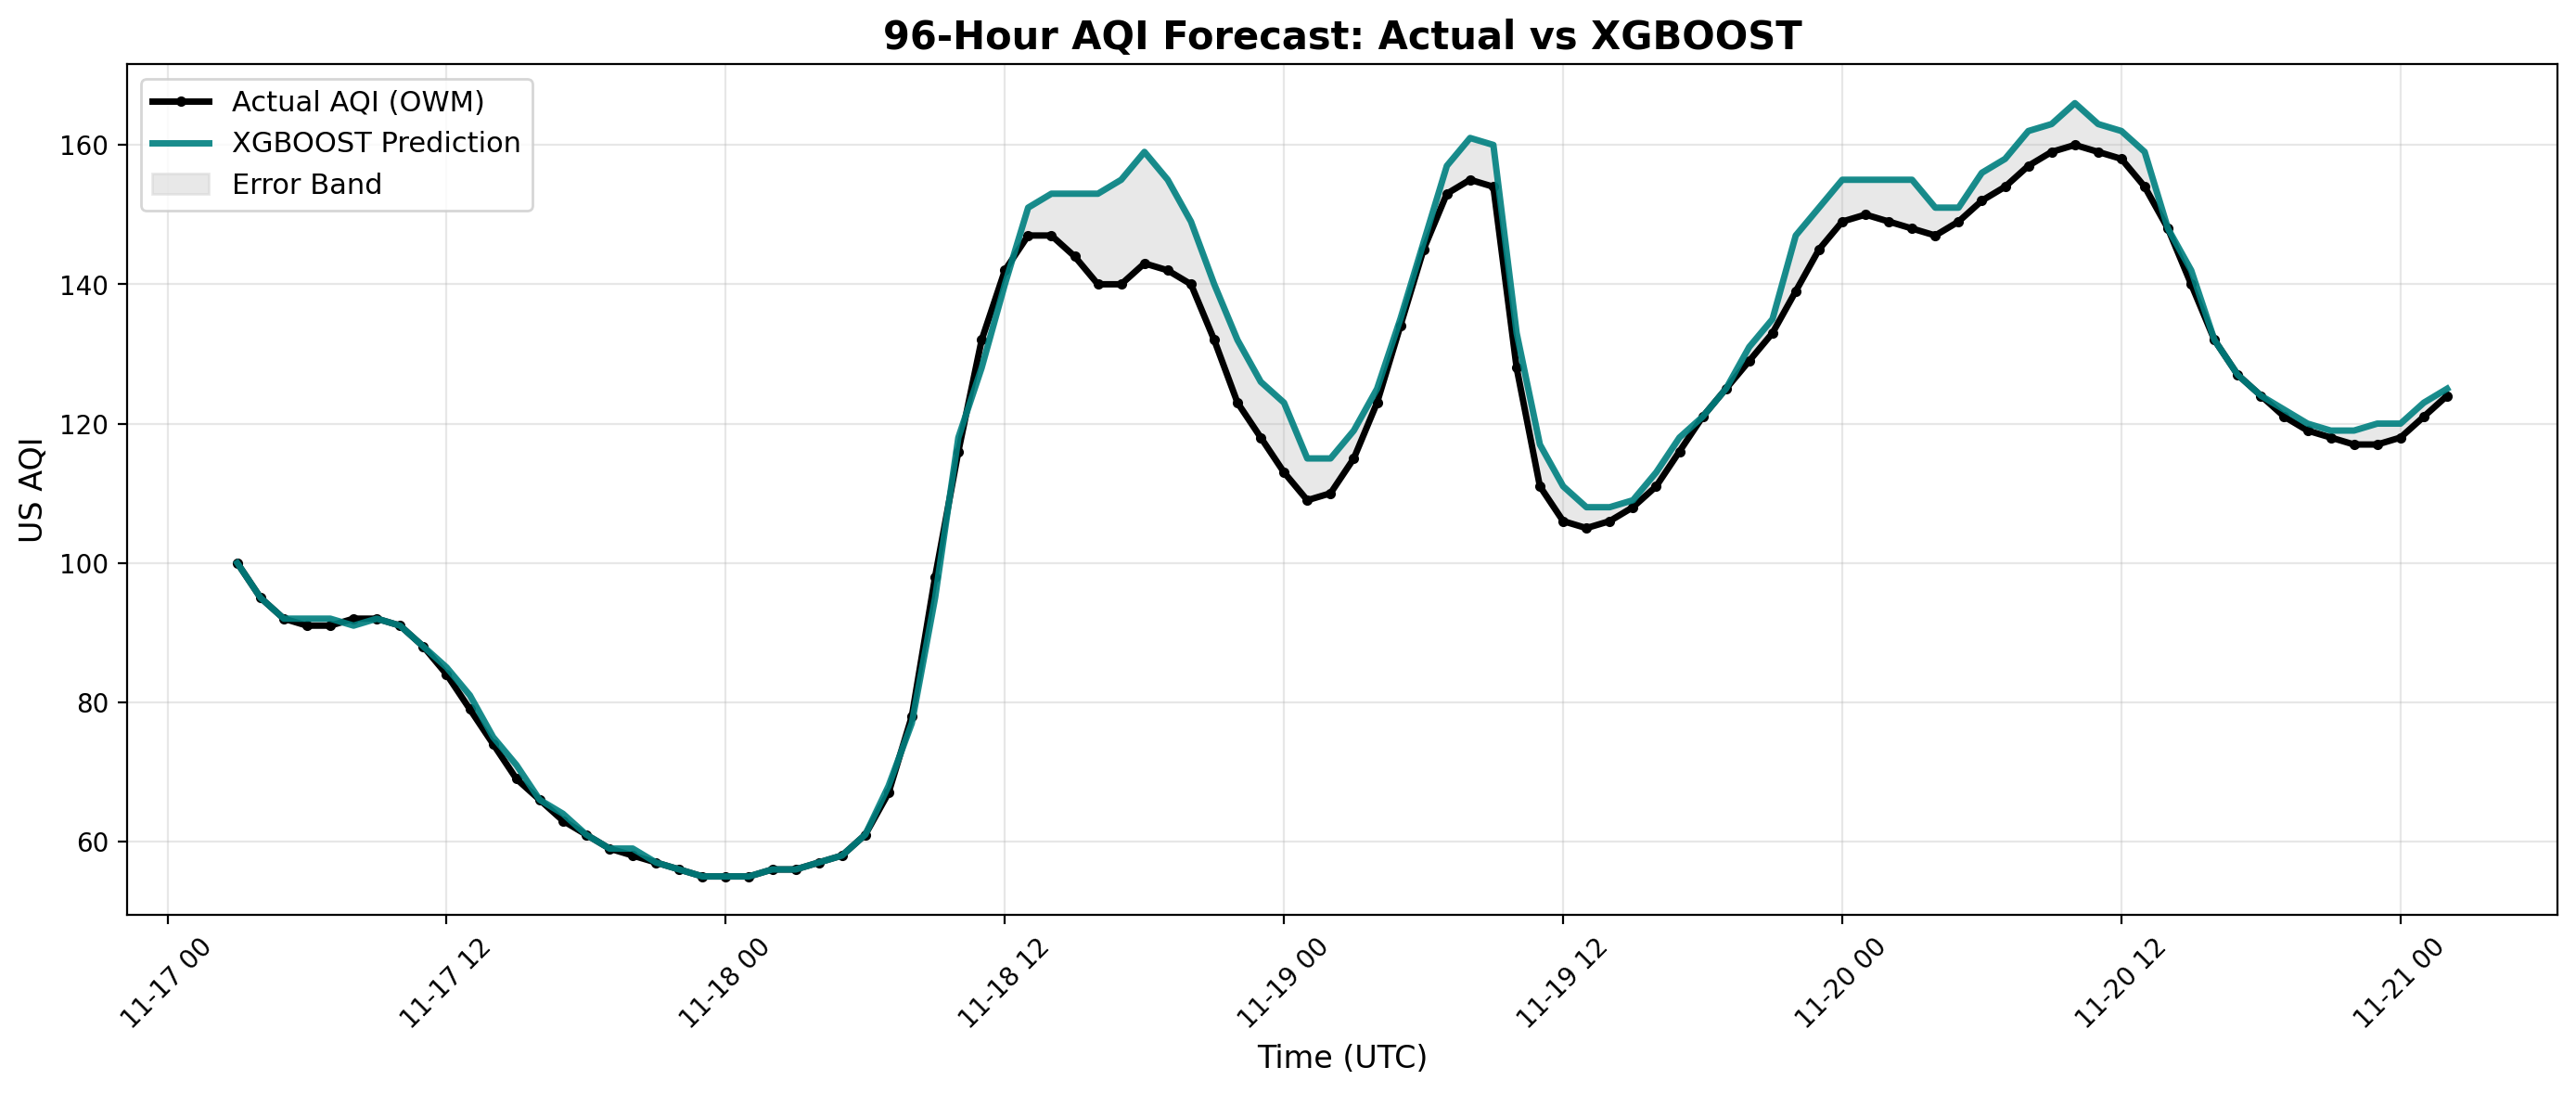 96-Hour AQI Forecast: Actual vs XGBOOST
Actual AQI (OWM)
XGBOOST Prediction
Error Band
US AQI
160
140
120
100
80
60
11-17 00
11-17 12
11-18 00
11-18 12
11-19 00
11-19 12
11-20 00
11-20 12
11-21 00
Time (UTC)